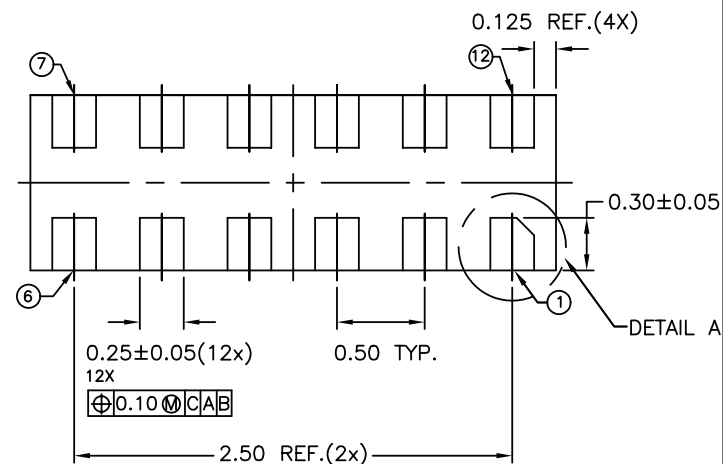 0.125 REF.(4X)
7
12
0.30±0.05
6
1
DETAIL A
0.25±0.05(12x)
0.50 TYP.
12X
⌖ 0.10 Ⓜ C A B
2.50 REF.(2x)